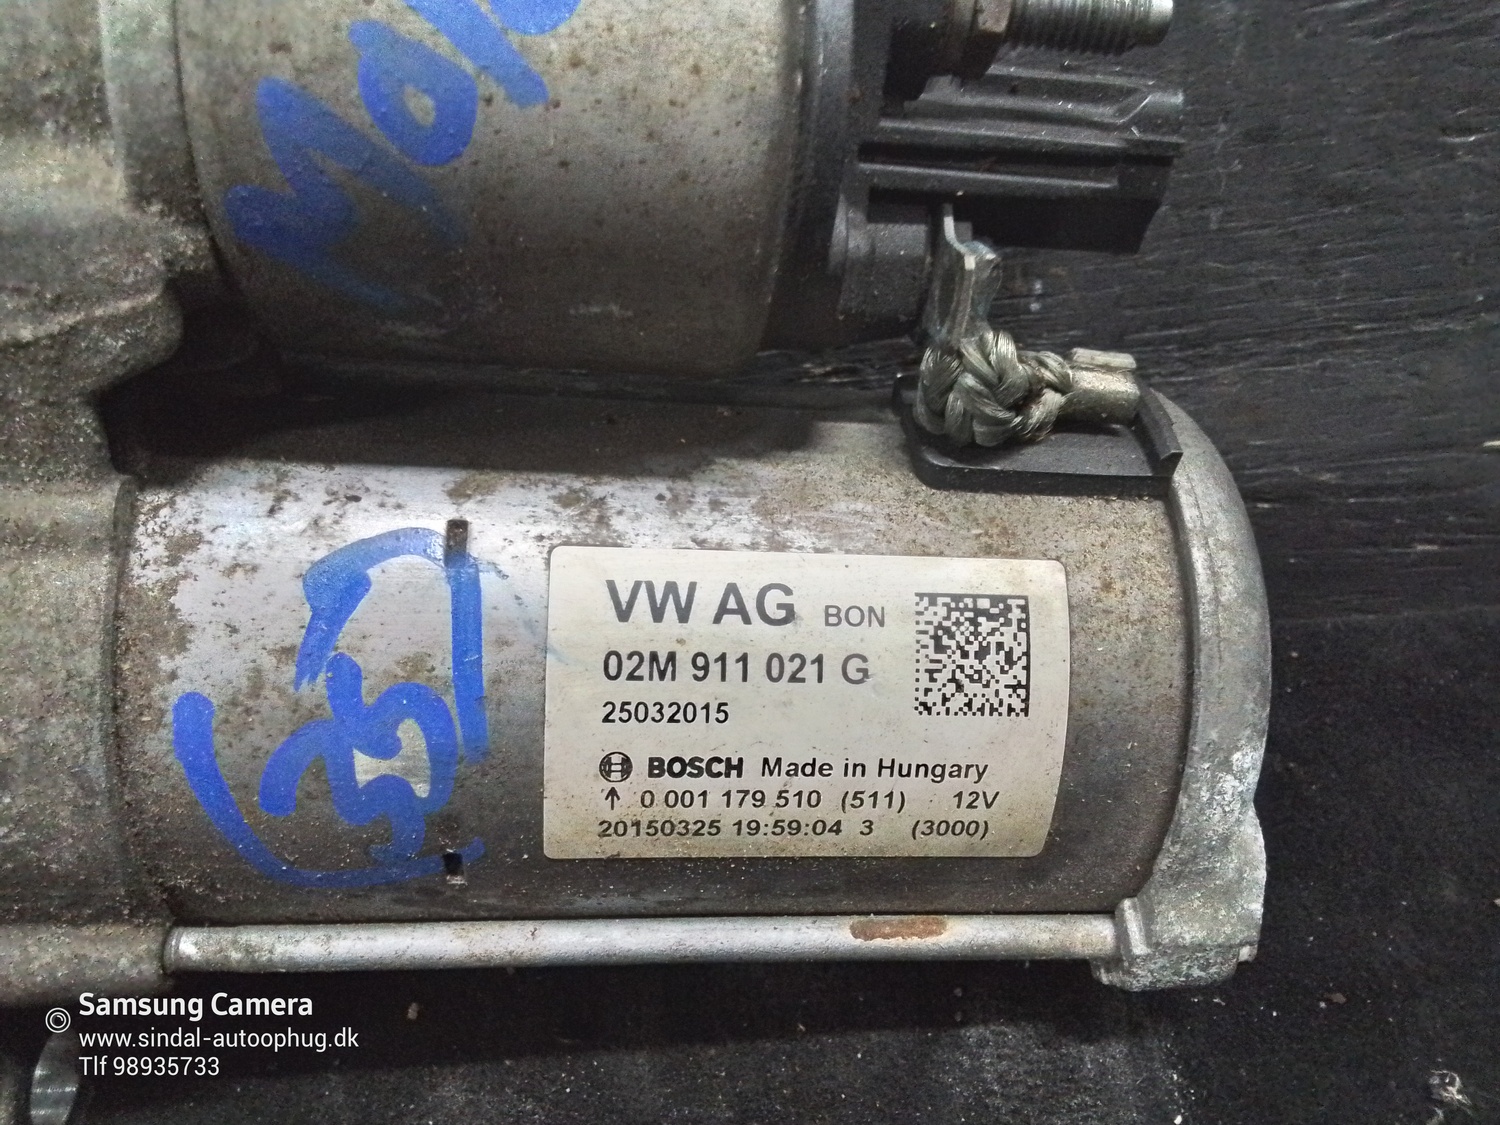 VW AG BON
02M 911 021 G
25032015
BOSCH Made in Hungary
↑ 0 001 179 510 (511) 12V
20150325 19:59:04 3 (3000)
Samsung Camera
www.sindal-autoophug.dk
Tlf 98935733